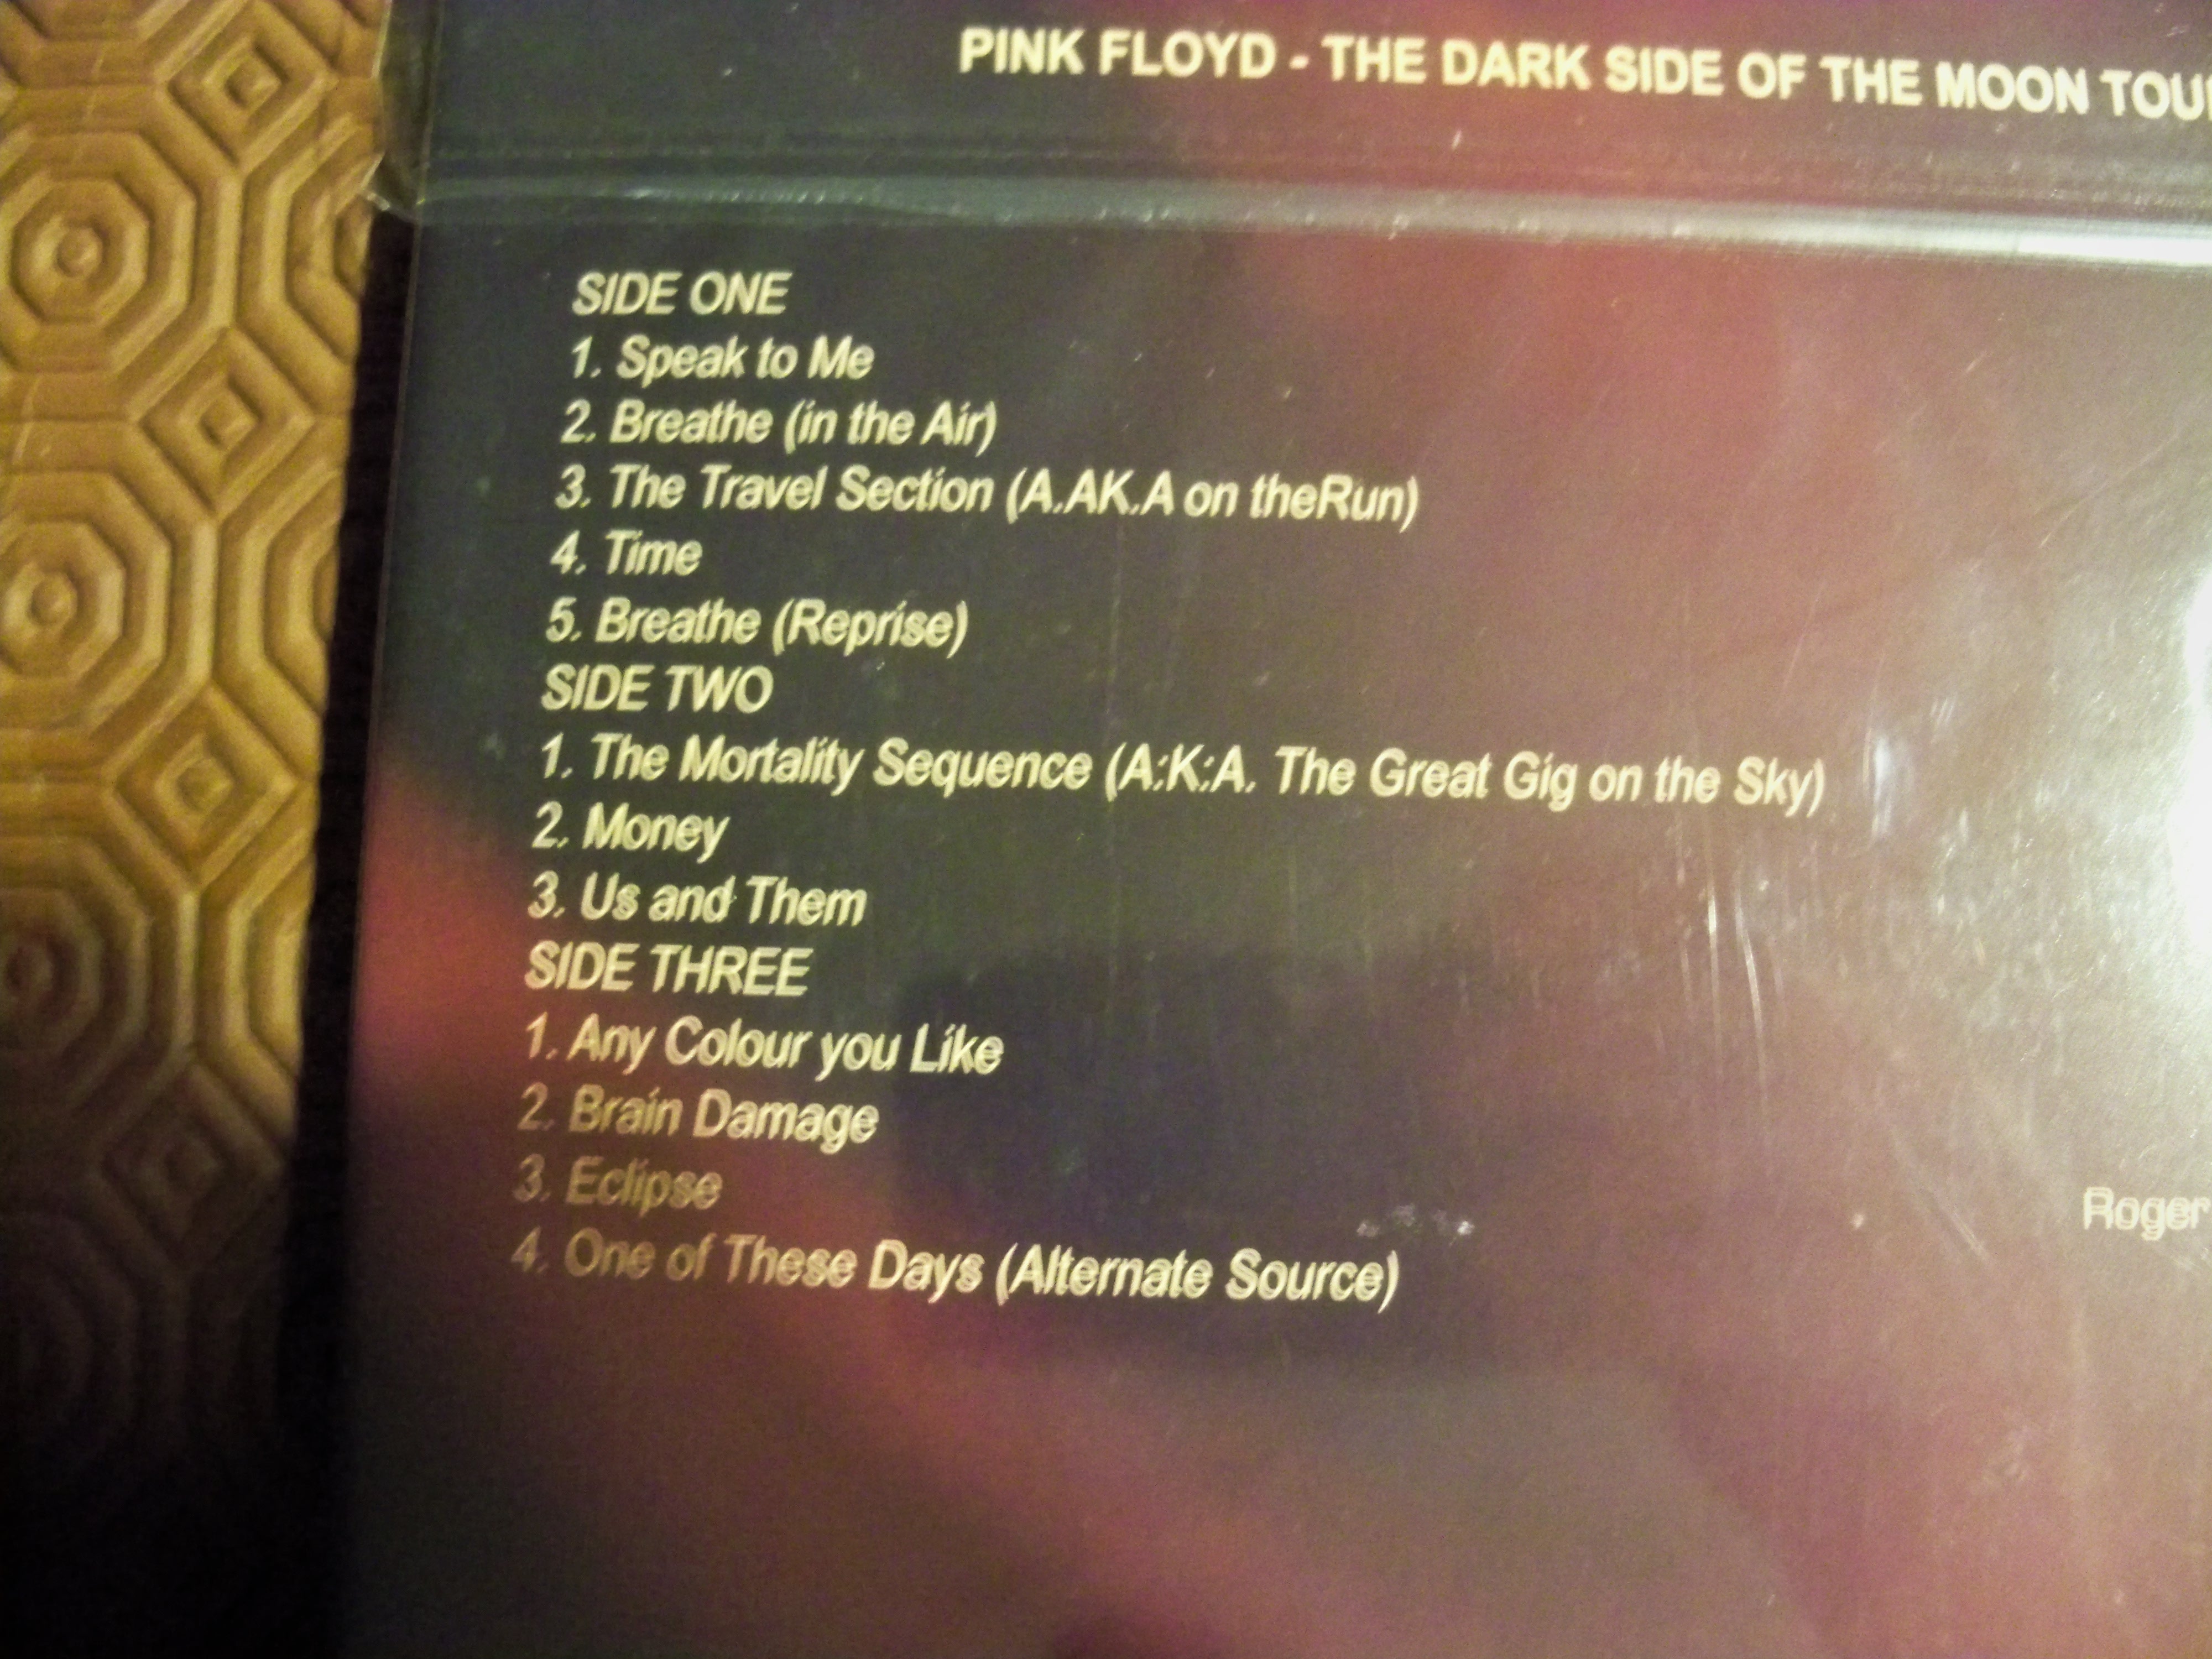 PINK FLOYD - THE DARK SIDE OF THE MOON TOU
SIDE ONE
1. Speak to Me
2. Breathe (in the Air)
3. The Travel Section (A.AK.A on theRun)
4. Time
5. Breathe (Reprise)
SIDE TWO
1. The Mortality Sequence (A:K:A. The Great Gig on the Sky)
2. Money
3. Us and Them
SIDE THREE
1. Any Colour you Like
2. Brain Damage
3. Eclipse
4. One of These Days (Alternate Source)
Roger